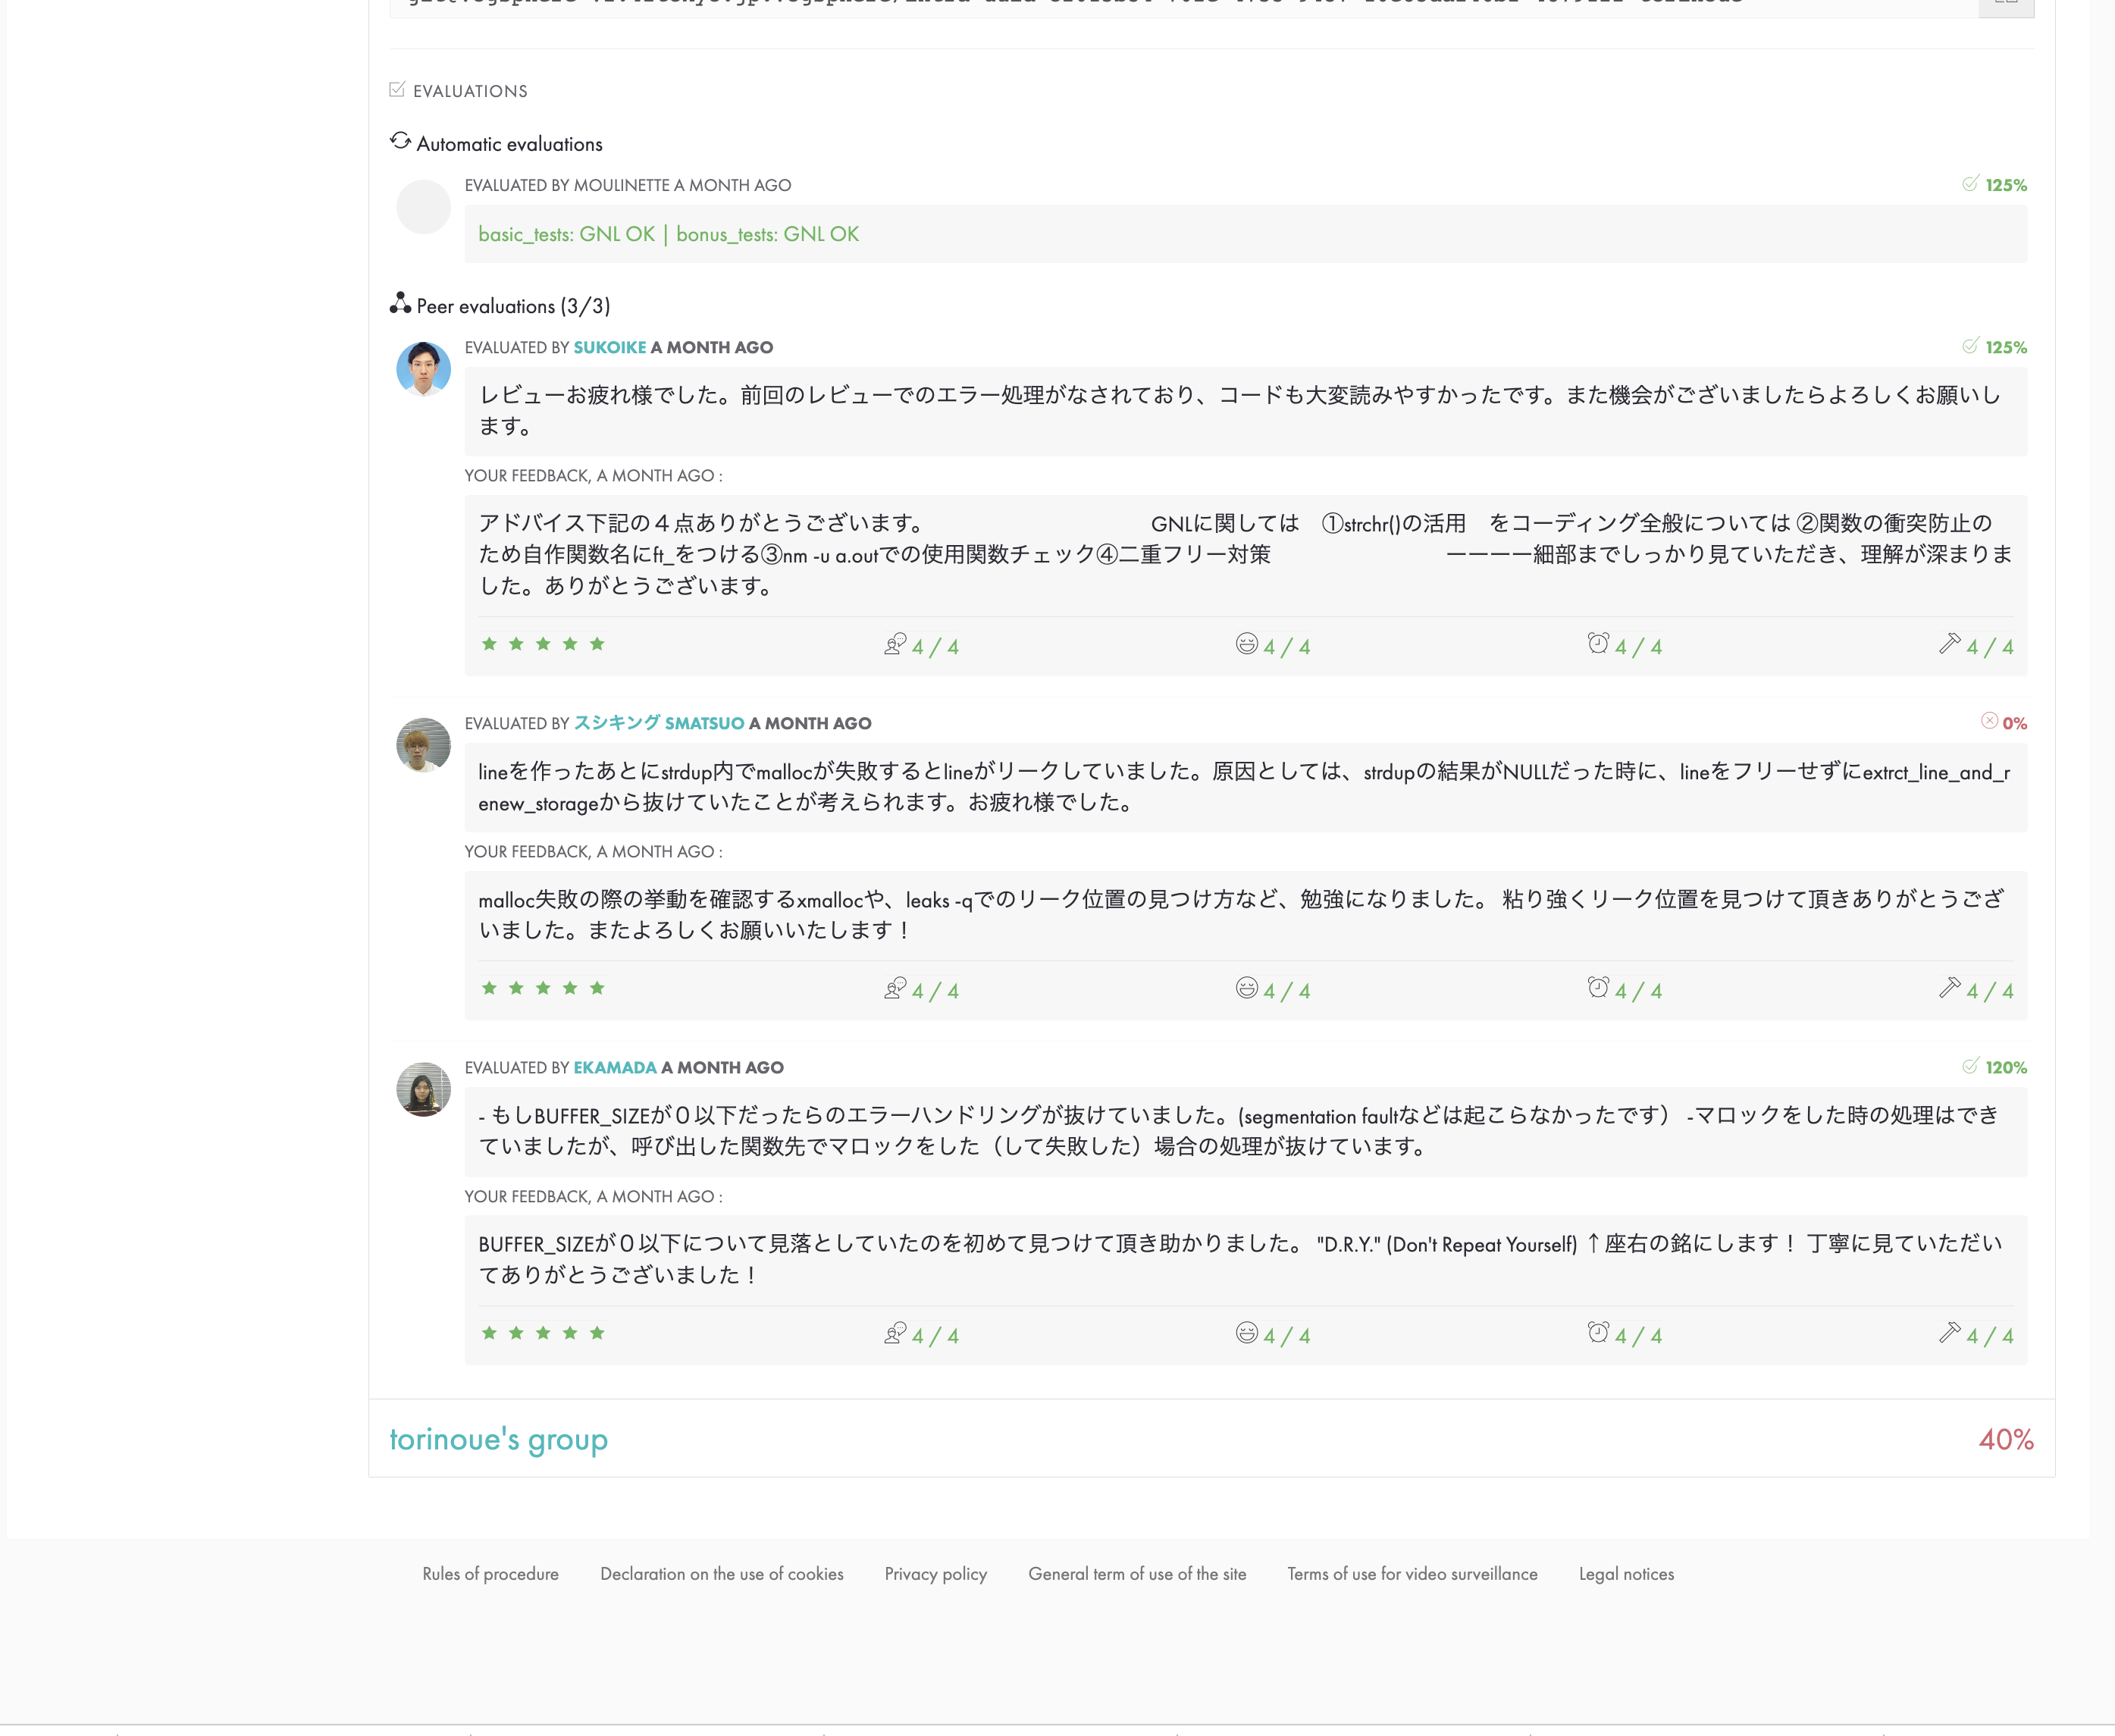 EVALUATIONS
Automatic evaluations
EVALUATED BY MOULINETTE A MONTH AGO
125%
basic_tests: GNL OK | bonus_tests: GNL OK
Peer evaluations (3/3)
EVALUATED BY SUKOIKE A MONTH AGO
125%
レビューお疲れ様でした。前回のレビューでのエラー処理がなされており、コードも大変読みやすかったです。また機会がございましたらよろしくお願いし
ます。
YOUR FEEDBACK, A MONTH AGO :
アドバイス下記の４点ありがとうございます。　　　　　　　　　　　GNLに関しては　①strchr()の活用　をコーディング全般については ②関数の衝突防止の
ため自作関数名にft_をつける③nm -u a.outでの使用関数チェック④二重フリー対策　　　　　　　　ーーーー細部までしっかり見ていただき、理解が深まりま
した。ありがとうございます。
4 / 4
4 / 4
4 / 4
4 / 4
EVALUATED BY スシキング SMATSUO A MONTH AGO
0%
lineを作ったあとにstrdup内でmallocが失敗するとlineがリークしていました。原因としては、strdupの結果がNULLだった時に、lineをフリーせずにextrct_line_and_r
enew_storageから抜けていたことが考えられます。お疲れ様でした。
YOUR FEEDBACK, A MONTH AGO :
malloc失敗の際の挙動を確認するxmallocや、leaks -qでのリーク位置の見つけ方など、勉強になりました。 粘り強くリーク位置を見つけて頂きありがとうござ
いました。またよろしくお願いいたします！
4 / 4
4 / 4
4 / 4
4 / 4
EVALUATED BY EKAMADA A MONTH AGO
120%
- もしBUFFER_SIZEが０以下だったらのエラーハンドリングが抜けていました。(segmentation faultなどは起こらなかったです） -マロックをした時の処理はでき
ていましたが、呼び出した関数先でマロックをした（して失敗した）場合の処理が抜けています。
YOUR FEEDBACK, A MONTH AGO :
BUFFER_SIZEが０以下について見落としていたのを初めて見つけて頂き助かりました。 "D.R.Y." (Don't Repeat Yourself) ↑座右の銘にします！ 丁寧に見ていただい
てありがとうございました！
4 / 4
4 / 4
4 / 4
4 / 4
torinoue's group
40%
Rules of procedure
Declaration on the use of cookies
Privacy policy
General term of use of the site
Terms of use for video surveillance
Legal notices